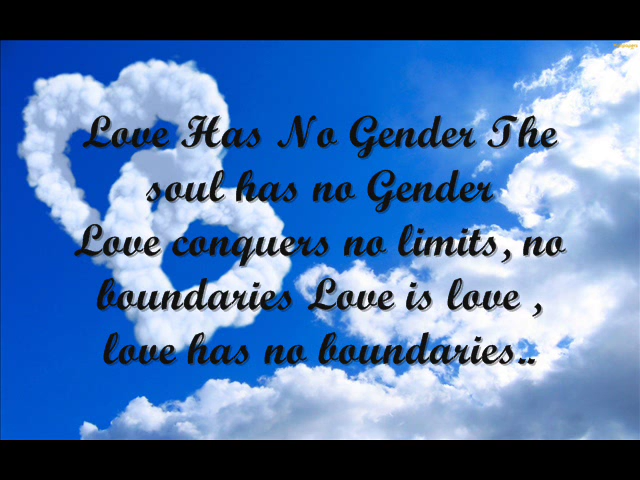 Love Has No Gender The
soul has no Gender
Love conquers no limits, no
boundaries Love is love ,
love has no boundaries..